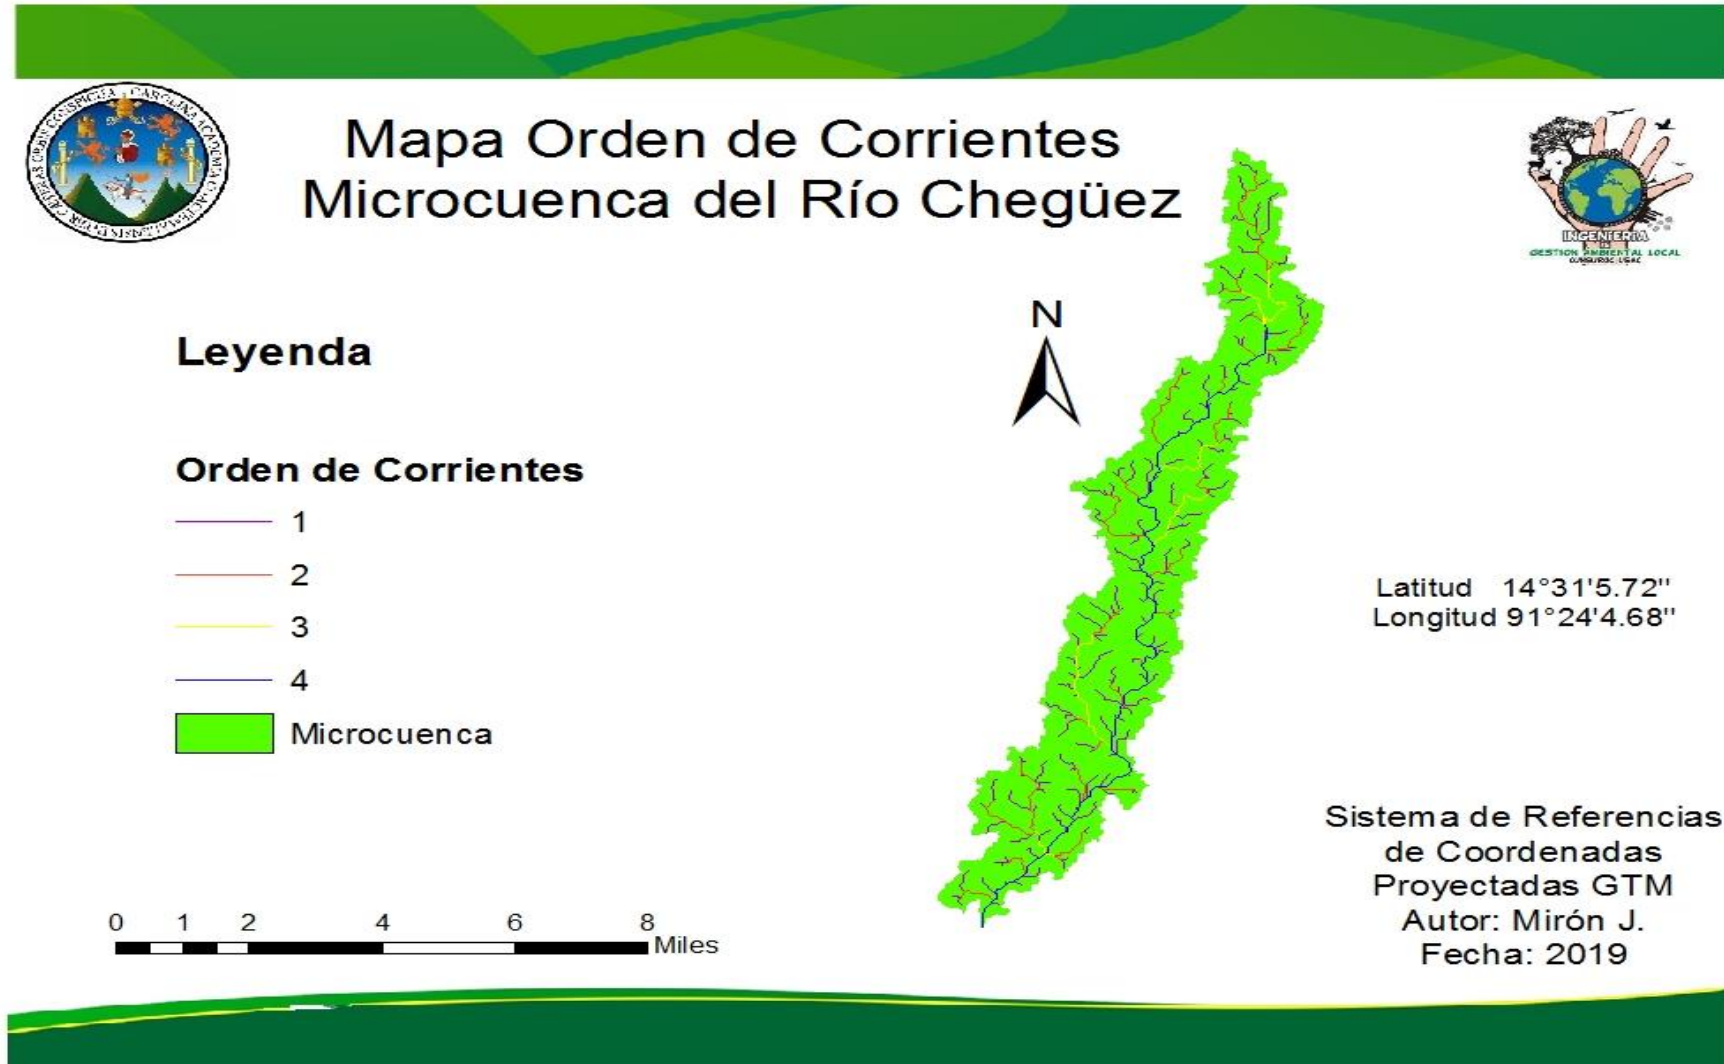 Mapa Orden de Corrientes
Microcuenca del Río Chegüez
INGENIERIA
GESTION AMBIENTAL LOCAL
N
Leyenda
Orden de Corrientes
1
2
3
4
Microcuenca
Latitud 14°31'5.72"
Longitud 91°24'4.68"
Sistema de Referencias
de Coordenadas
Proyectadas GTM
Autor: Mirón J.
Fecha: 2019
0 1 2 4 6 8
Miles